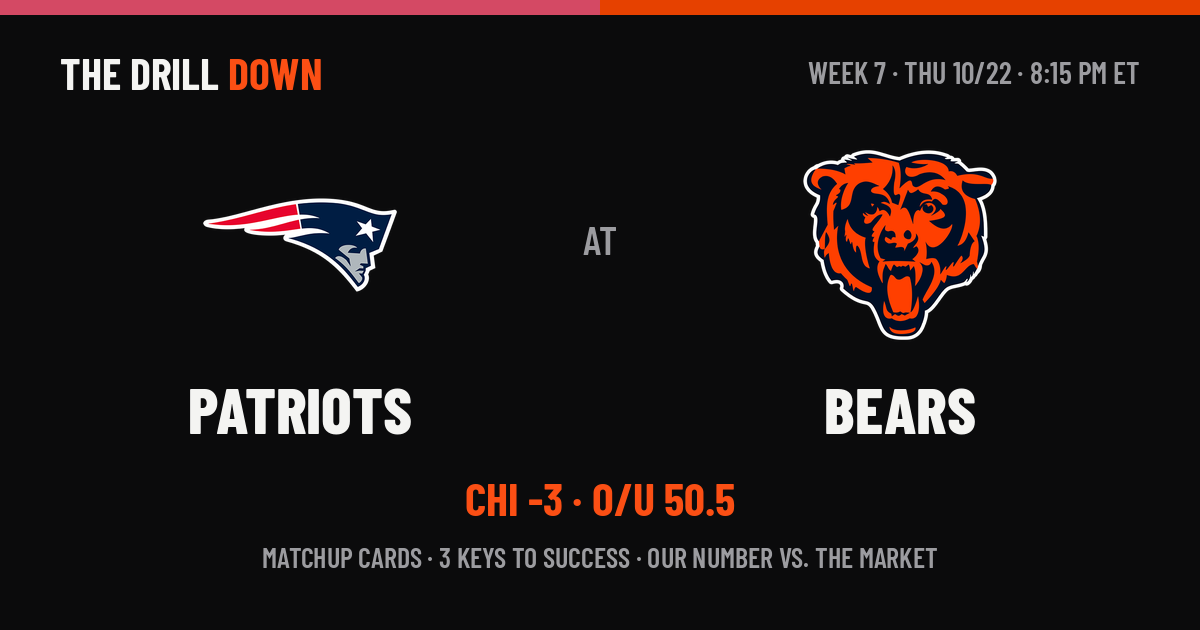 THE DRILL DOWN
WEEK 7 · THU 10/22 · 8:15 PM ET
AT
PATRIOTS
BEARS
CHI -3 · O/U 50.5
MATCHUP CARDS · 3 KEYS TO SUCCESS · OUR NUMBER VS. THE MARKET